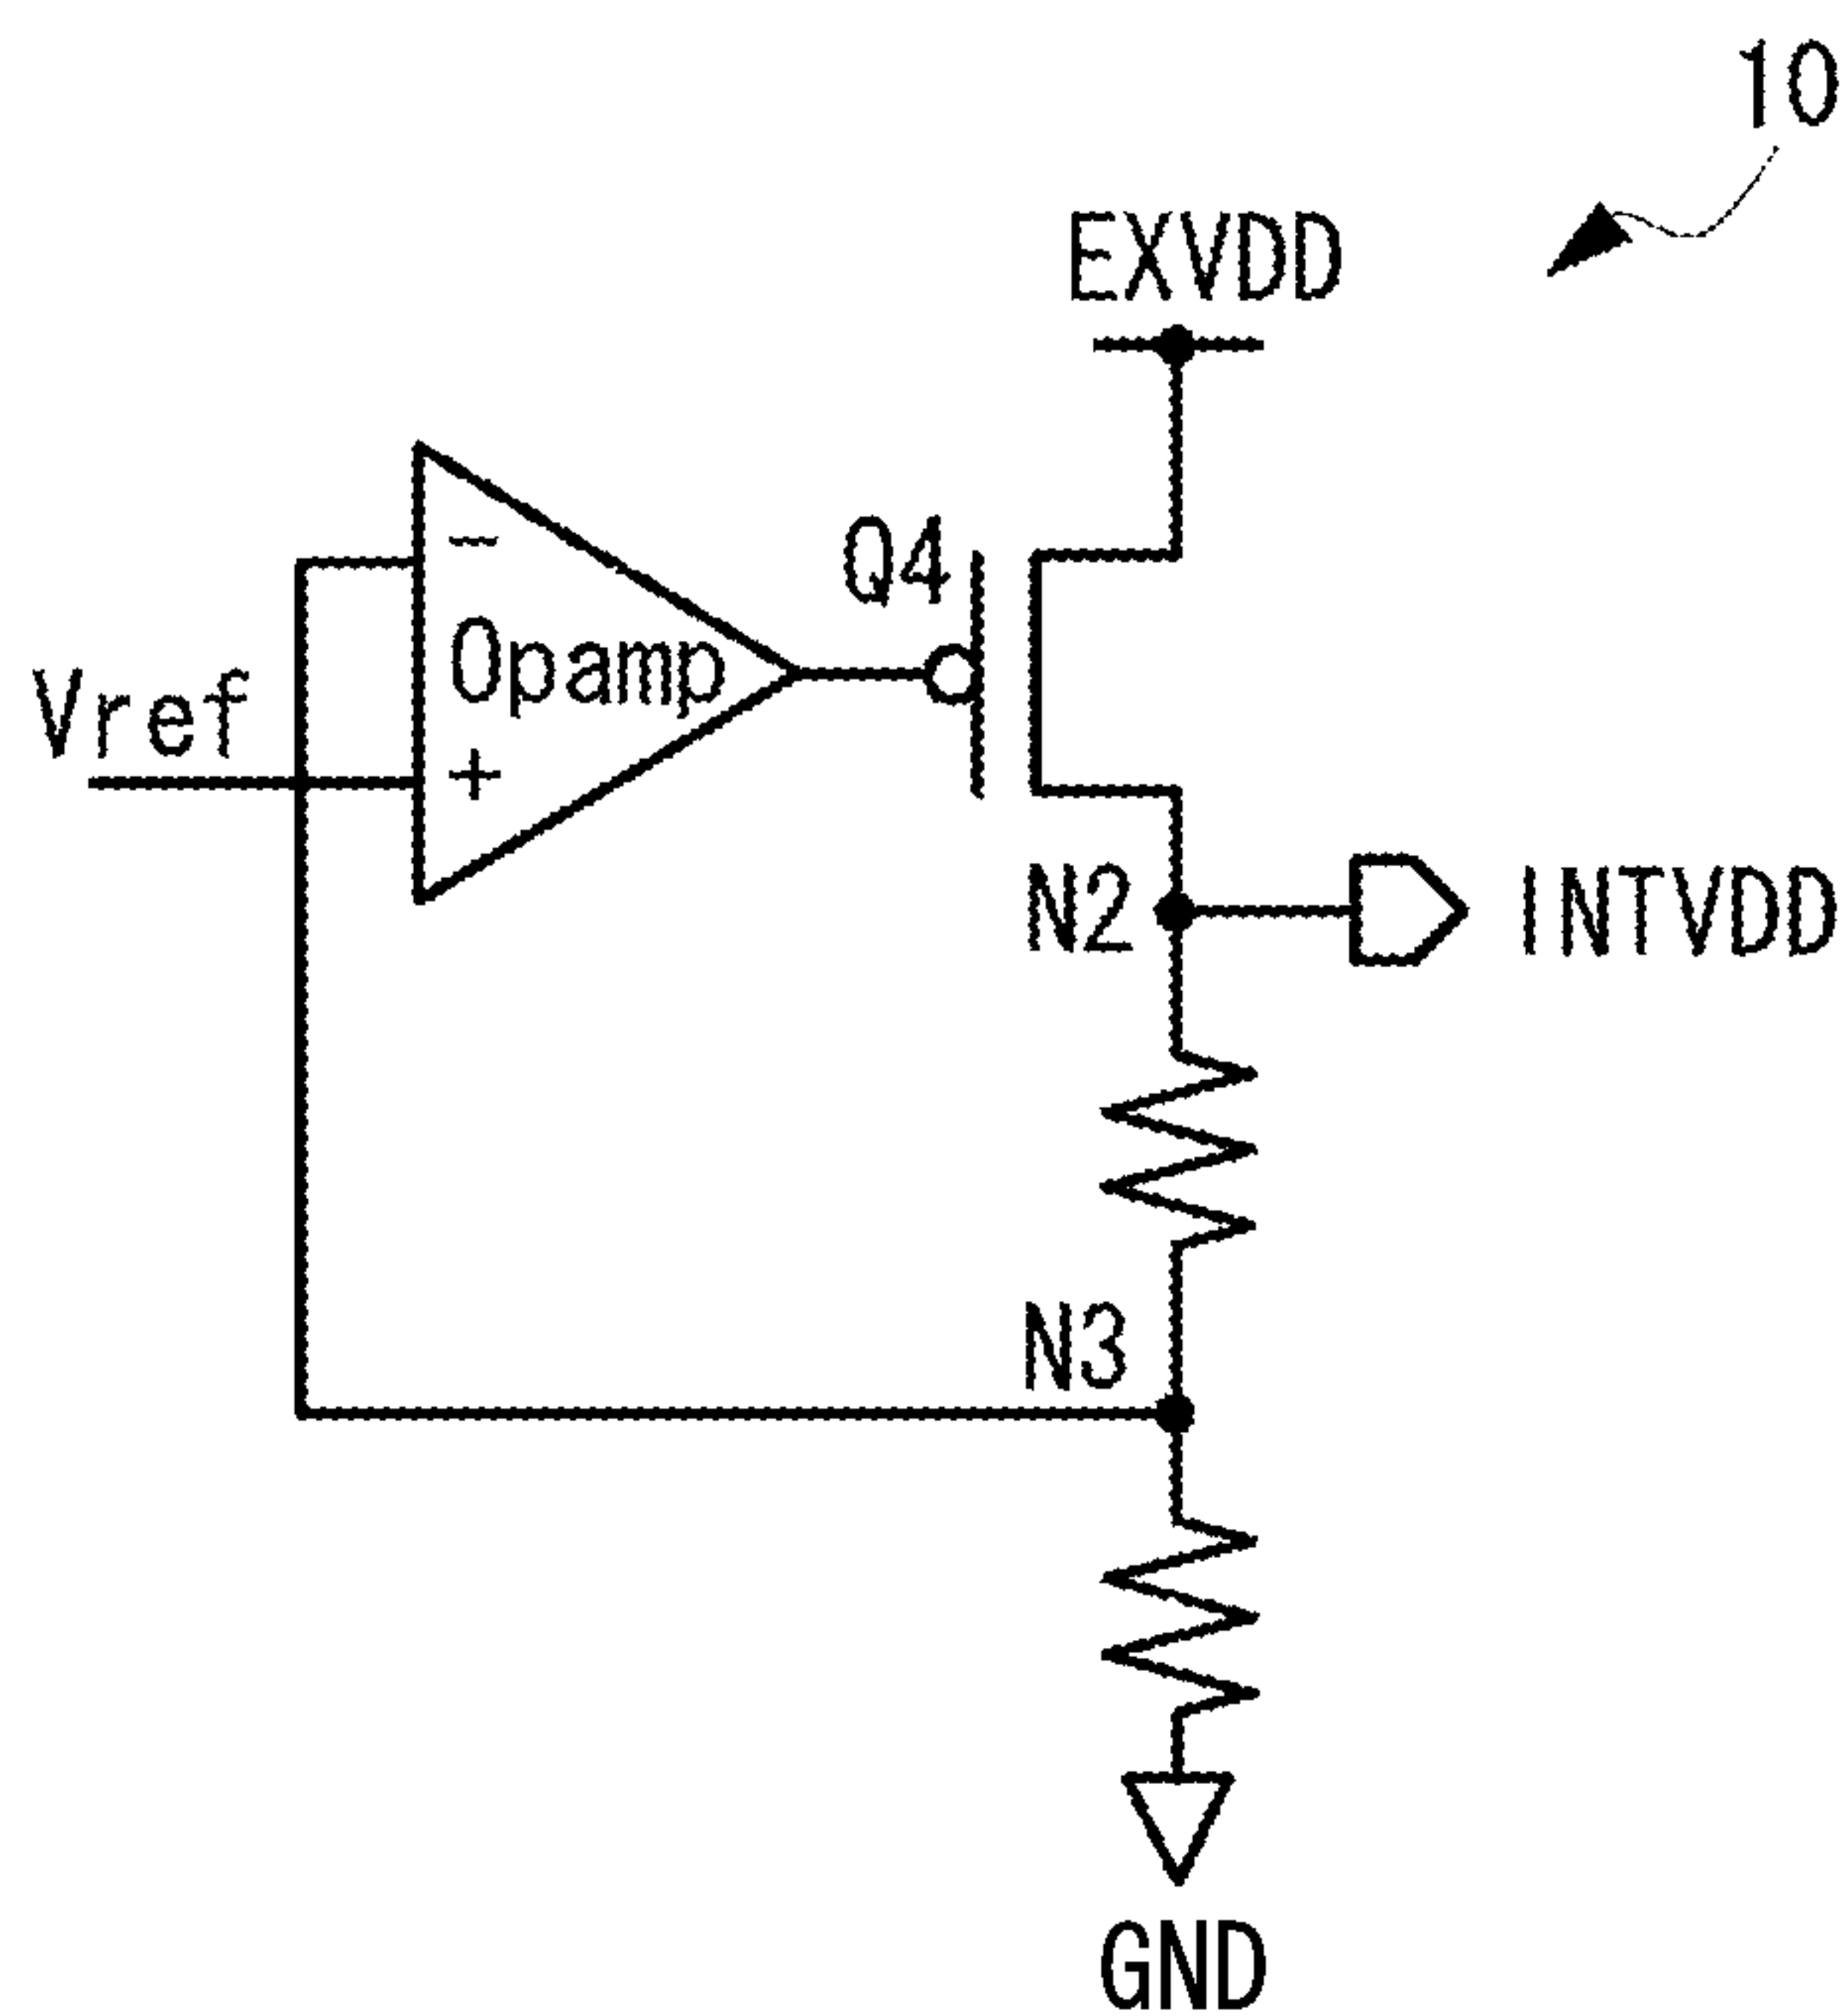 10
EXVDD
Q4
-
Opamp
Vref
+
N2
INTVDD
N3
GND